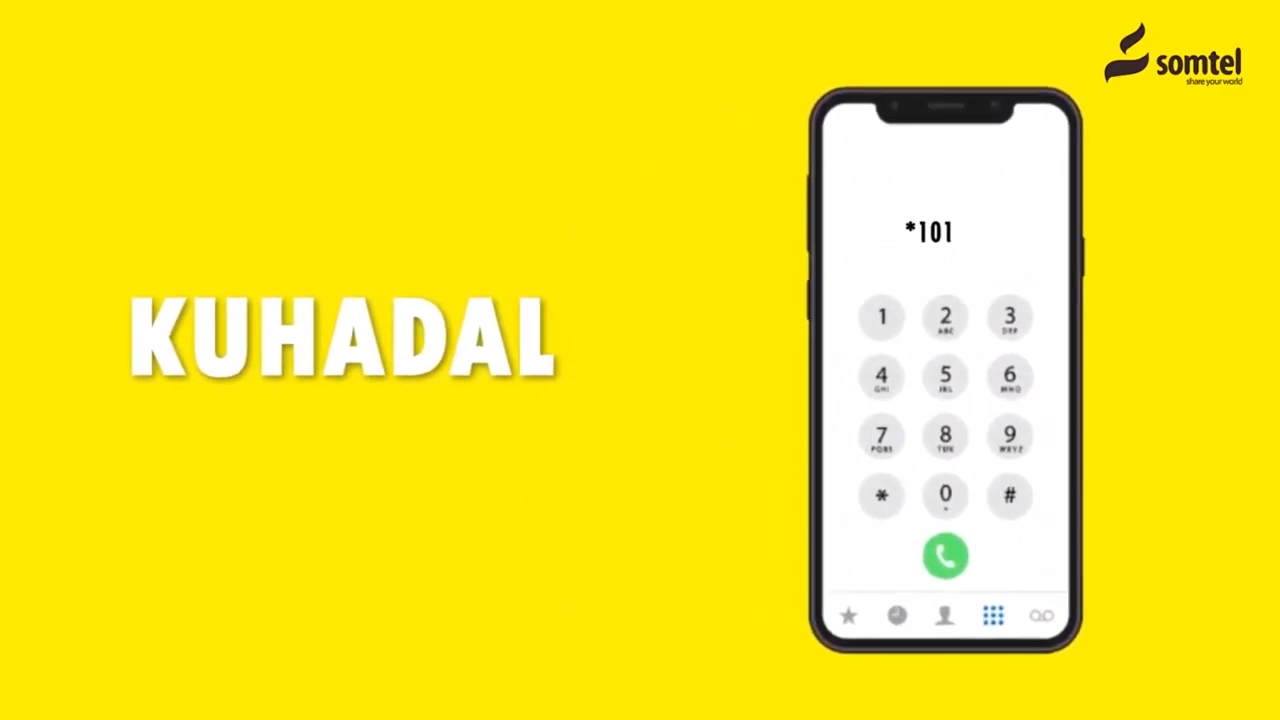 somtel
share your world
KUHADAL
*101
1 2 3
ABC DEF
4 5 6
GHI JKL MNO
7 8 9
PQRS TUV WXYZ
* 0 #
+